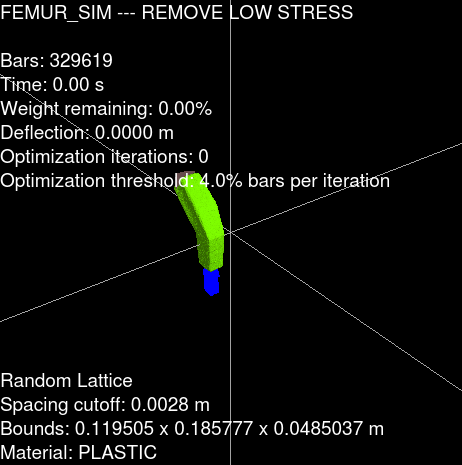 FEMUR_SIM --- REMOVE LOW STRESS
Bars: 329619
Time: 0.00 s
Weight remaining: 0.00%
Deflection: 0.0000 m
Optimization iterations: 0
Optimization threshold: 4.0% bars per iteration
Random Lattice
Spacing cutoff: 0.0028 m
Bounds: 0.119505 x 0.185777 x 0.0485037 m
Material: PLASTIC